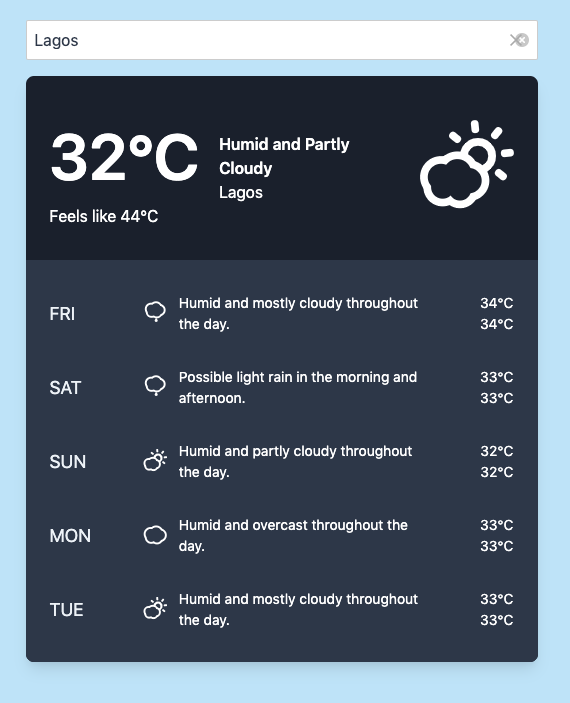 Lagos
32°C
Humid and Partly
Cloudy
Lagos
Feels like 44°C
FRI
Humid and mostly cloudy throughout
the day.
34°C
34°C
SAT
Possible light rain in the morning and
afternoon.
33°C
33°C
SUN
Humid and partly cloudy throughout
the day.
32°C
32°C
MON
Humid and overcast throughout the
day.
33°C
33°C
TUE
Humid and mostly cloudy throughout
the day.
33°C
33°C